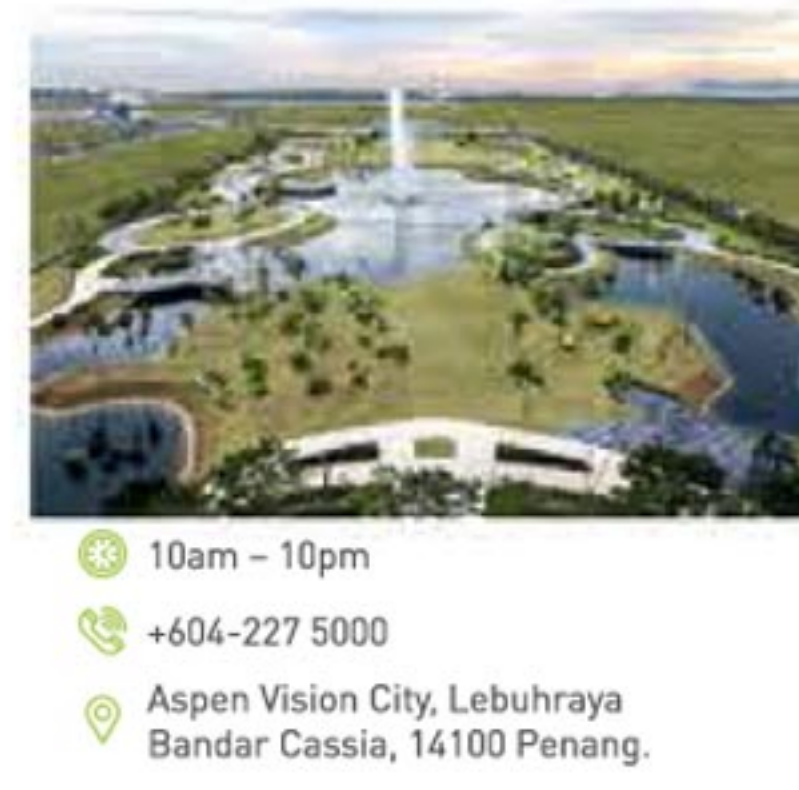 10am – 10pm
+604-227 5000
Aspen Vision City, Lebuhraya
Bandar Cassia, 14100 Penang.